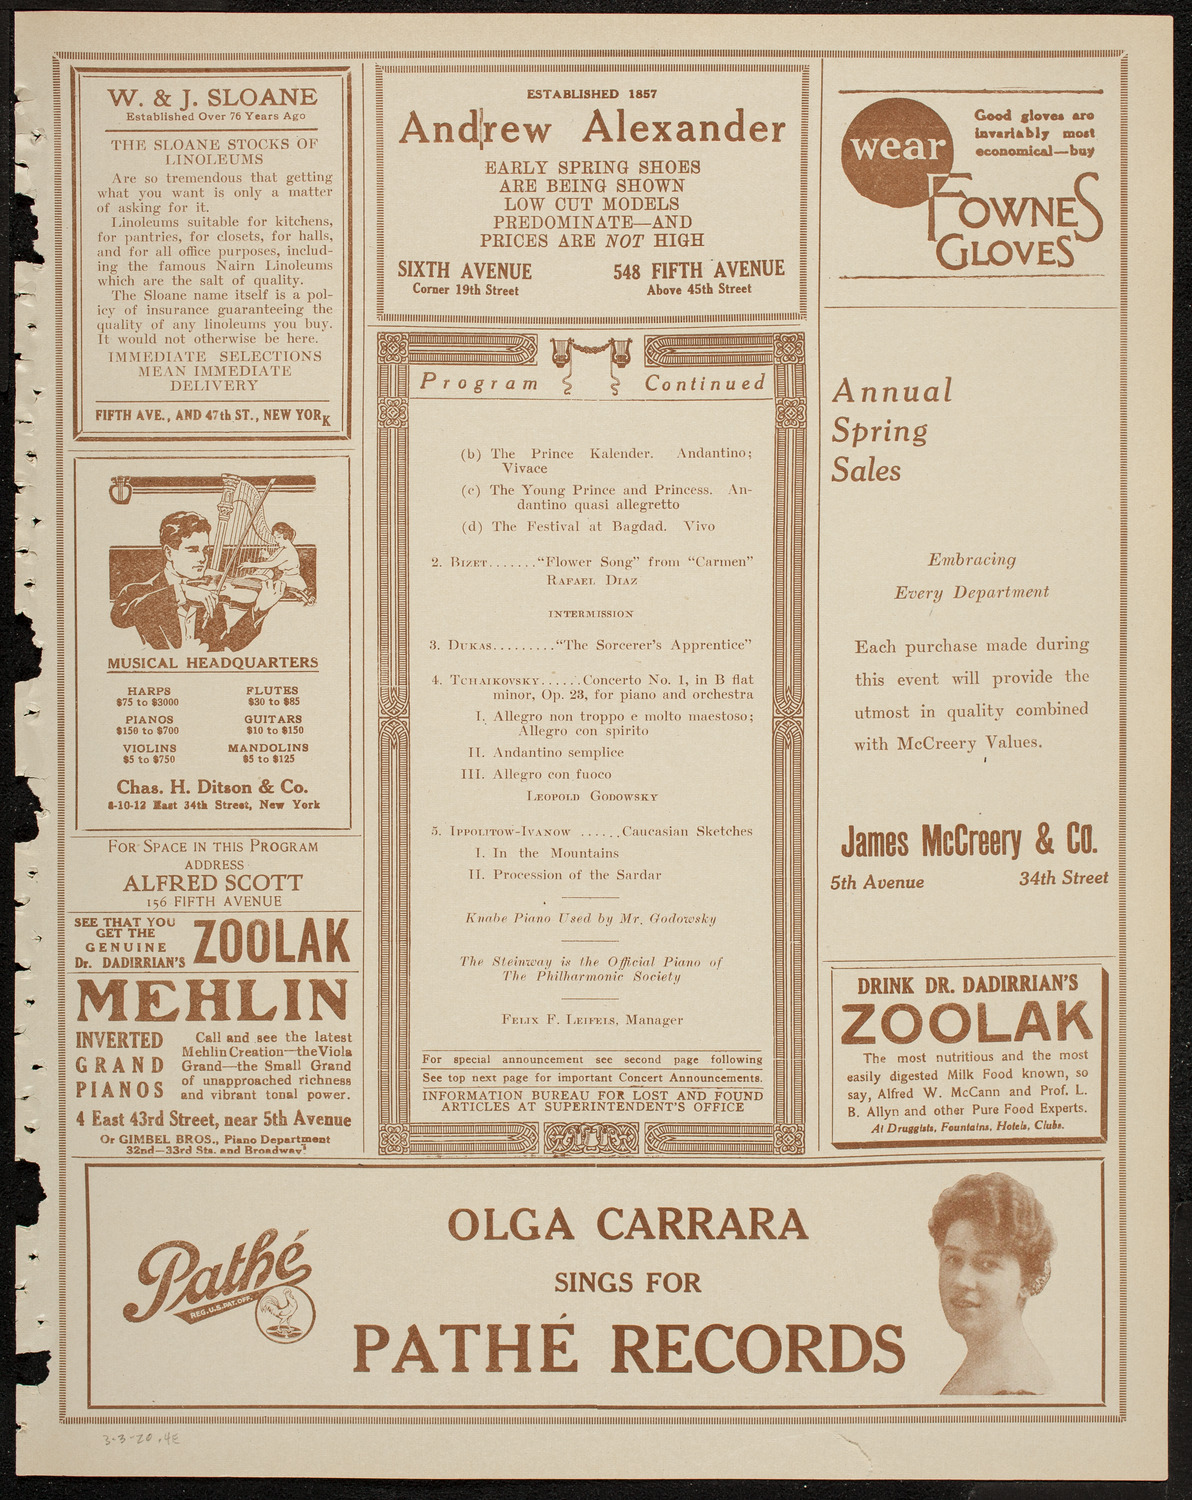 W. & J. SLOANE
Established Over 76 Years Ago
THE SLOANE STOCKS OF
LINOLEUMS
Are so tremendous that getting
what you want is only a matter
of asking for it.
Linoleums suitable for kitchens,
for pantries, for closets, for halls,
and for all office purposes, includ-
ing the famous Nairn Linoleums
which are the salt of quality.
The Sloane name itself is a pol-
icy of insurance guaranteeing the
quality of any linoleums you buy.
It would not otherwise be here.
IMMEDIATE SELECTIONS
MEAN IMMEDIATE
DELIVERY
FIFTH AVE., AND 47th ST., NEW YORK
MUSICAL HEADQUARTERS
HARPS
$75 to $3000
FLUTES
$30 to $85
PIANOS
$150 to $700
GUITARS
$10 to $150
VIOLINS
$5 to $750
MANDOLINS
$5 to $125
Chas. H. Ditson & Co.
8-10-12 East 34th Street, New York
FOR SPACE IN THIS PROGRAM
ADDRESS
ALFRED SCOTT
156 FIFTH AVENUE
SEE THAT YOU
GET THE
GENUINE
Dr. DADIRRIAN'S
ZOOLAK
MEHLIN
INVERTED
GRAND
PIANOS
Call and see the latest
Mehlin Creation—the Viola
Grand—the Small Grand
of unapproached richness
and vibrant tonal power.
4 East 43rd Street, near 5th Avenue
Or GIMBEL BROS., Piano Department
32nd—33rd Sts. and Broadway
ESTABLISHED 1857
Andrew Alexander
EARLY SPRING SHOES
ARE BEING SHOWN
LOW CUT MODELS
PREDOMINATE—AND
PRICES ARE NOT HIGH
SIXTH AVENUE
Corner 19th Street
548 FIFTH AVENUE
Above 45th Street
Program Continued
(b) The Prince Kalender. Andantino;
Vivace
(c) The Young Prince and Princess. An-
dantino quasi allegretto
(d) The Festival at Bagdad. Vivo
2. BIZET.......“Flower Song” from “Carmen”
RAFAEL DIAZ
INTERMISSION
3. DUKAS.........“The Sorcerer's Apprentice”
4. TCHAIKOVSKY......Concerto No. 1, in B flat
minor, Op. 23, for piano and orchestra
I. Allegro non troppo e molto maestoso;
Allegro con spirito
II. Andantino semplice
III. Allegro con fuoco
LEOPOLD GODOWSKY
5. IPPOLITOW-IVANOW ......Caucasian Sketches
I. In the Mountains
II. Procession of the Sardar
Knabe Piano Used by Mr. Godowsky
The Steinway is the Official Piano of
The Philharmonic Society
FELIX F. LEIFELS, Manager
For special announcement see second page following
See top next page for important Concert Announcements.
INFORMATION BUREAU FOR LOST AND FOUND
ARTICLES AT SUPERINTENDENT'S OFFICE
wear
Good gloves are
invariably most
economical—buy
FOWNES
GLOVES
Annual
Spring
Sales
Embracing
Every Department
Each purchase made during
this event will provide the
utmost in quality combined
with McCreery Values.
James McCreery & Co.
5th Avenue
34th Street
DRINK DR. DADIRRIAN'S
ZOOLAK
The most nutritious and the most
easily digested Milk Food known, so
say, Alfred W. McCann and Prof. L.
B. Allyn and other Pure Food Experts.
At Druggists, Fountains, Hotels, Clubs.
Pathé
REG. U.S. PAT. OFF.
OLGA CARRARA
SINGS FOR
PATHÉ RECORDS
3-3-20.4E